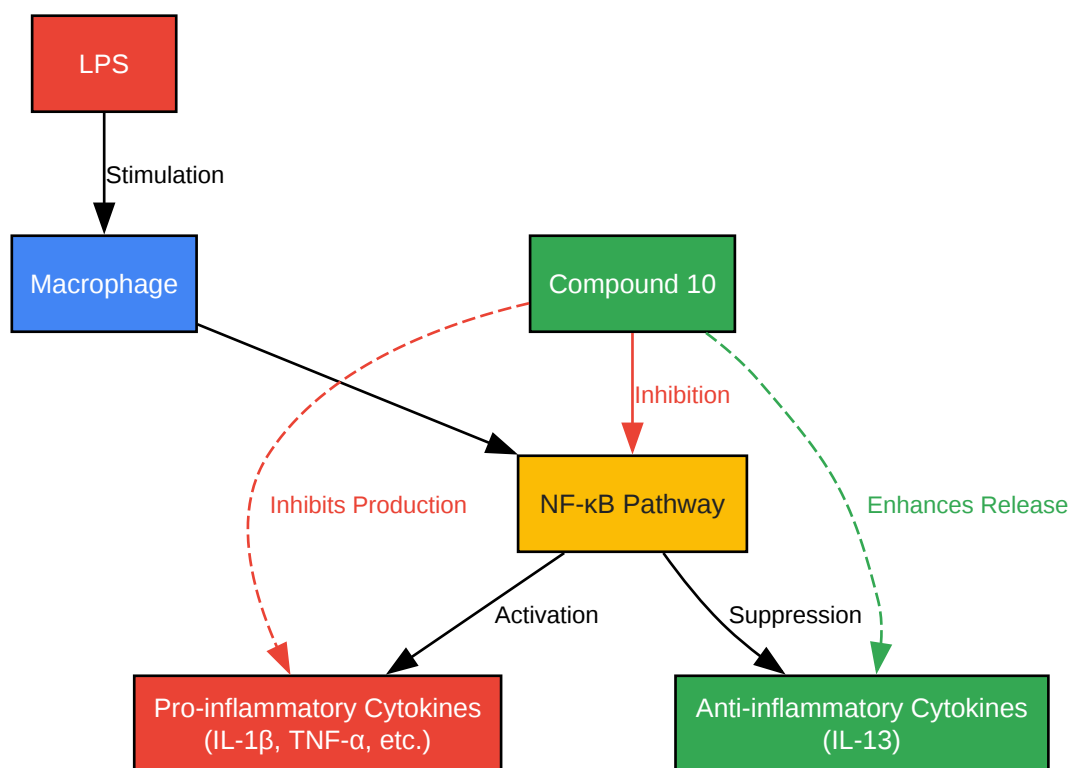 LPS
Stimulation
Macrophage
Compound 10
Inhibition
Inhibits Production
NF-κB Pathway
Enhances Release
Activation
Suppression
Pro-inflammatory Cytokines
(IL-1β, TNF-α, etc.)
Anti-inflammatory Cytokines
(IL-13)